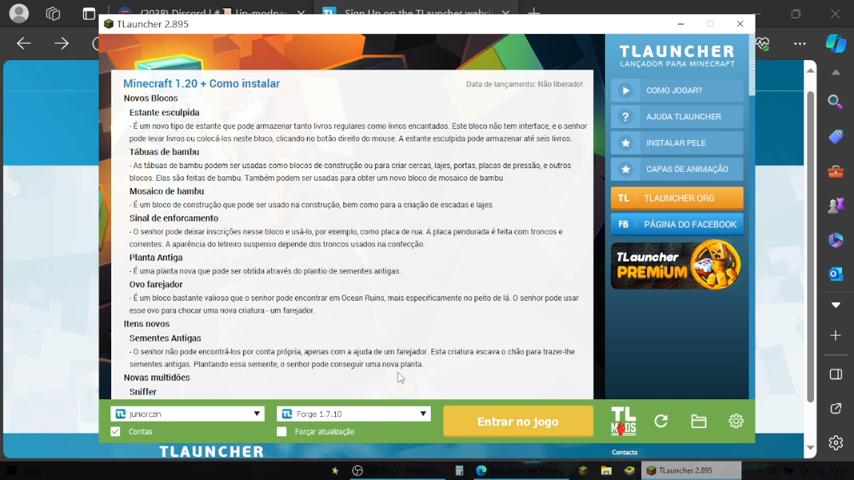 (2038) Discord | #
Sign Up on the TLauncher websi
TLauncher 2.895
Minecraft 1.20 + Como instalar
Data de lançamento: Não liberado!
Novos Blocos
Estante esculpida
- É um novo tipo de estante que pode armazenar tanto livros regulares como livros encantados. Este bloco não tem interface, e o senhor
pode levar livros ou colocá-los neste bloco, clicando no botão direito do mouse. A estante esculpida pode armazenar até seis livros.
Tábuas de bambu
- As tábuas de bambu podem ser usadas como blocos de construção ou para criar cercas, lajes, portas, placas de pressão, e outros
blocos. Elas são feitas de bambu. Também podem ser usadas para obter um novo bloco de mosaico de bambu.
Mosaico de bambu
- É um bloco de construção que pode ser usado na construção, bem como para a criação de escadas e lajes.
Sinal de enforcamento
- O senhor pode deixar inscrições nesse bloco e usá-lo, por exemplo, como placa de rua. A placa pendurada é feita com troncos e
correntes. A aparência do letreiro suspenso depende dos troncos usados na confecção.
Planta Antiga
- É uma planta nova que pode ser obtida através do plantio de sementes antigas.
Ovo farejador
- É um bloco bastante valioso que o senhor pode encontrar em Ocean Ruins, mais especificamente no peito de lá. O senhor pode usar
esse ovo para chocar uma nova criatura - um farejador.
Itens novos
Sementes Antigas
- O senhor não pode encontrá-los por conta própria, apenas com a ajuda de um farejador. Esta criatura escava o chão para trazer-lhe
sementes antigas. Plantando essa semente, o senhor pode conseguir uma nova planta.
Novas multidões
Sniffer
TLAUNCHER
LANÇADOR PARA MINECRAFT
COMO JOGAR?
? AJUDA TLAUNCHER
INSTALAR PELE
CAPAS DE ANIMAÇÃO
TL TLAUNCHER.ORG
FB PÁGINA DO FACEBOOK
TLauncher
PREMIUM
TL juniorczin
TL Forge 1.7.10
Entrar no jogo
TL
MODS
Contas
Forçar atualização
TLAUNCHER
Contacts
TLauncher 2.895